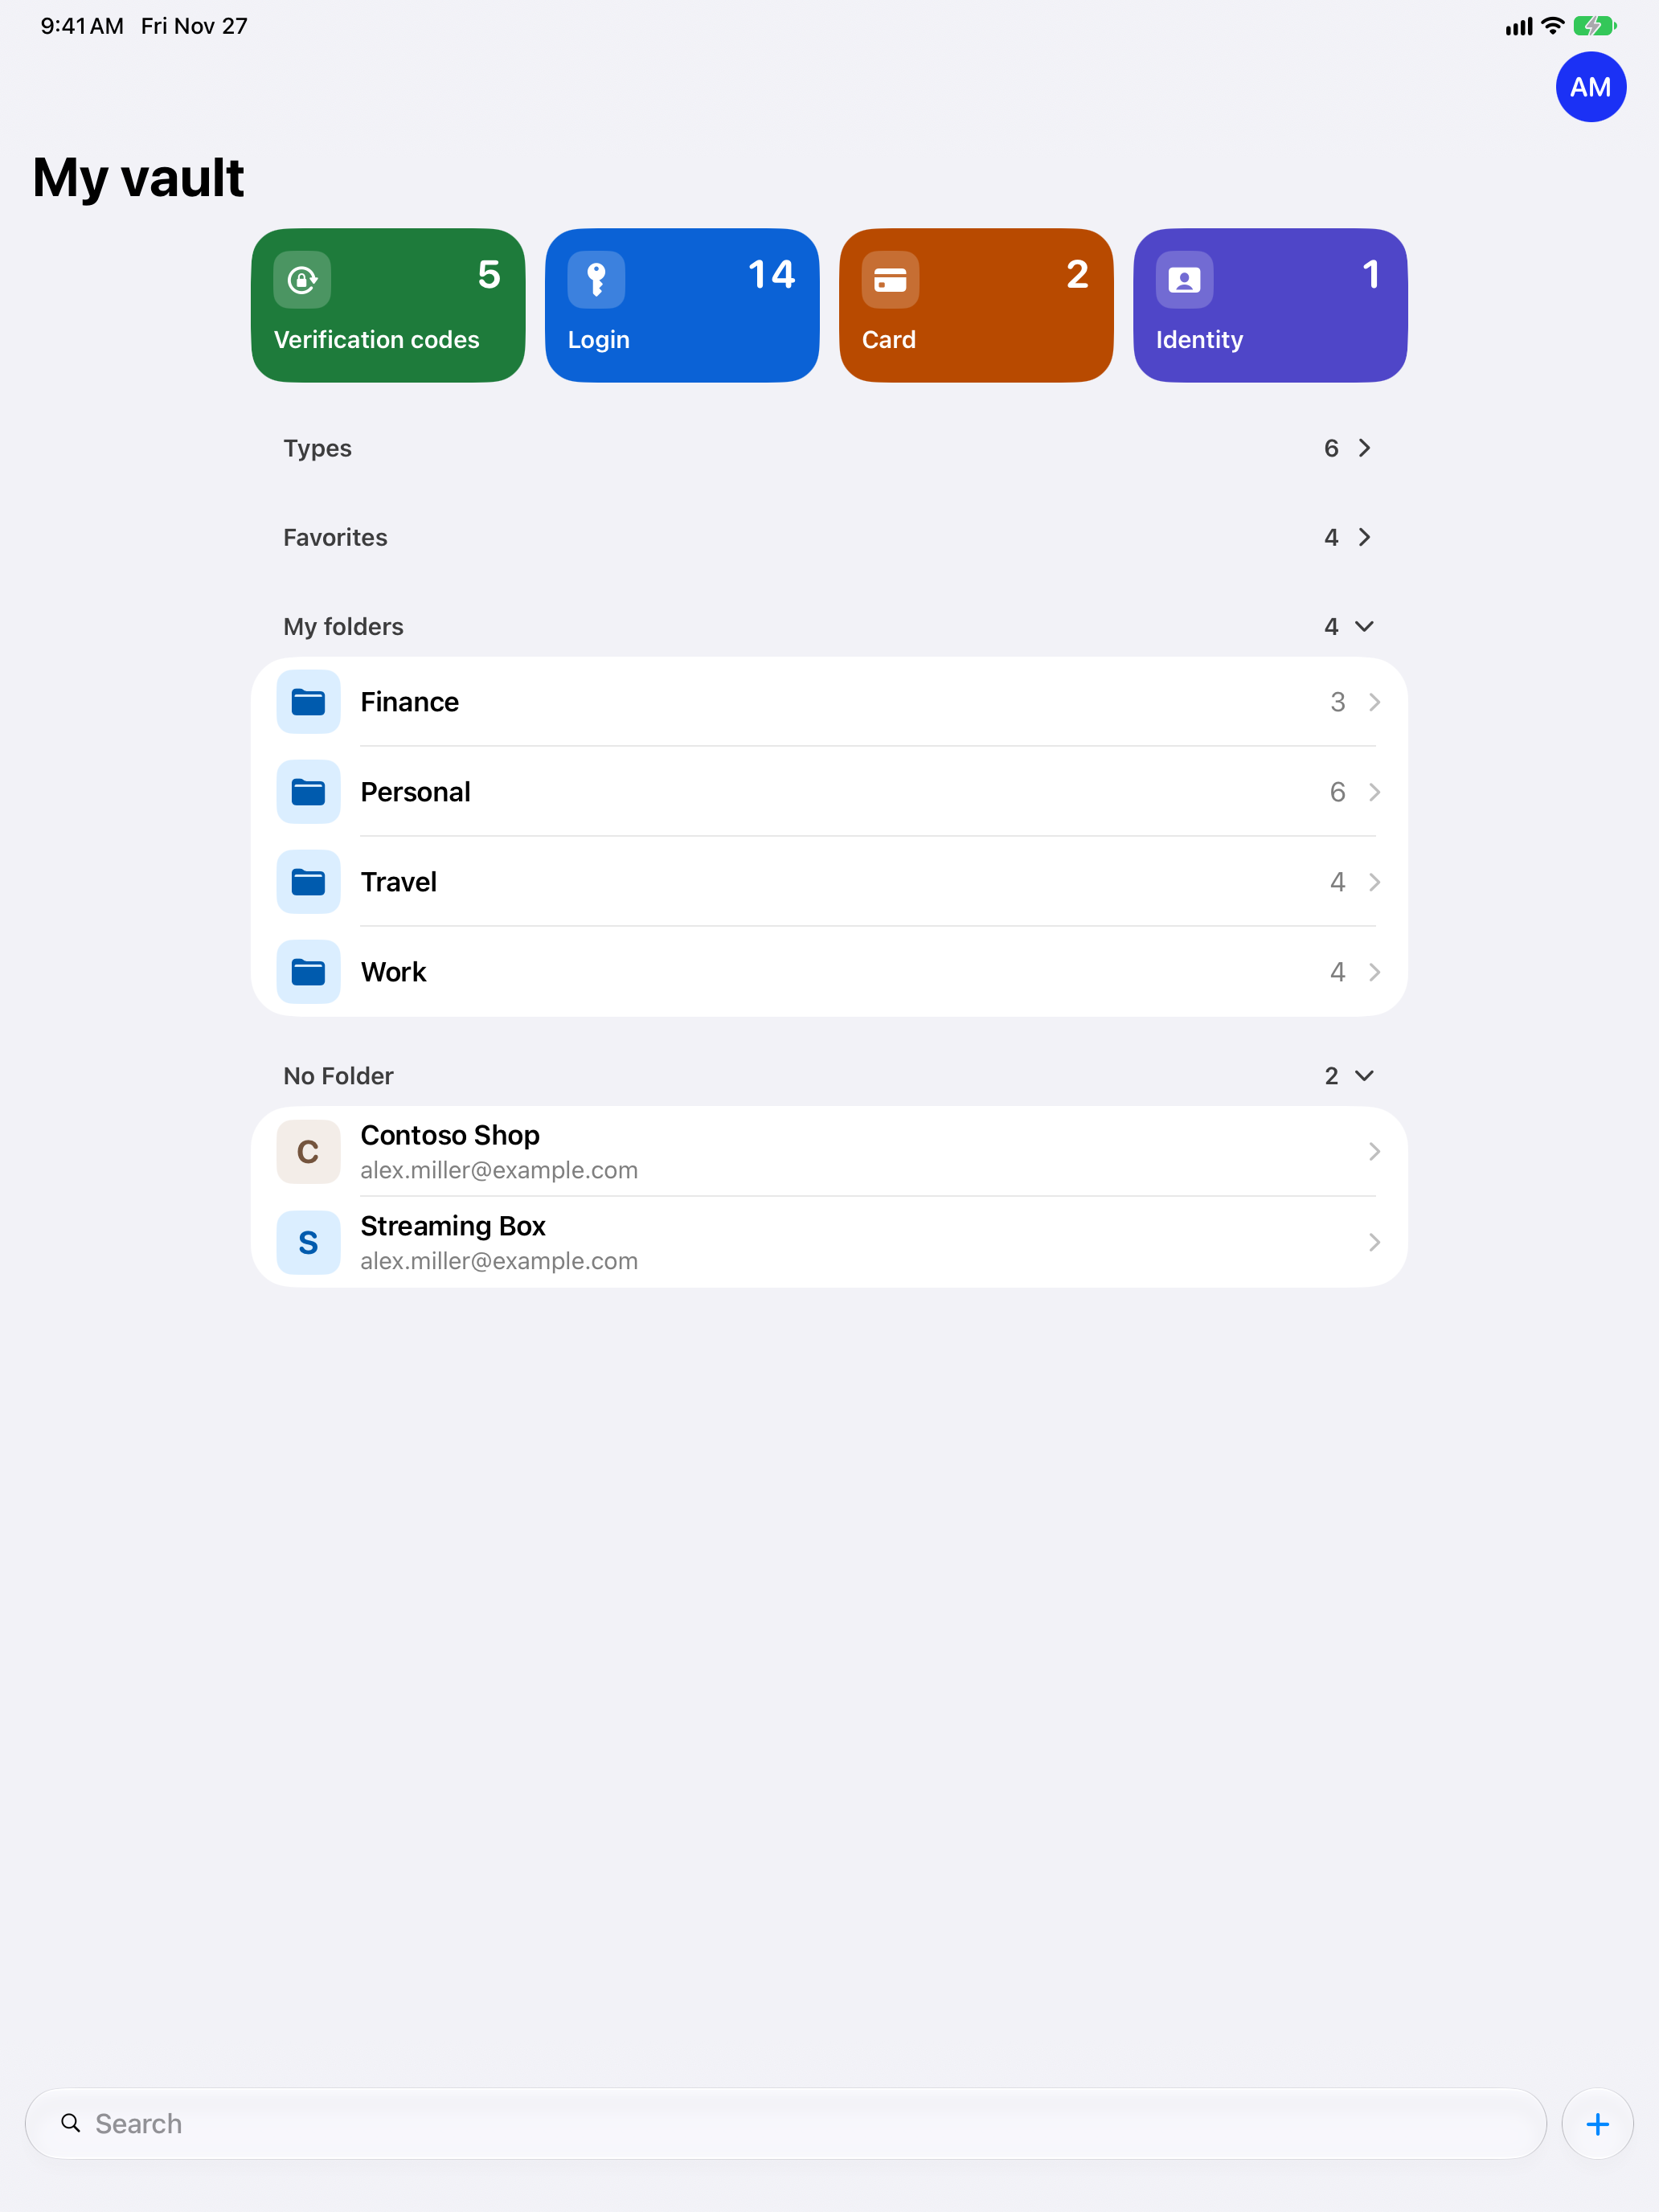 9:41 AM Fri Nov 27
AM
My vault
5
Verification codes
14
Login
2
Card
1
Identity
Types 6
Favorites 4
My folders 4
Finance 3
Personal 6
Travel 4
Work 4
No Folder 2
C
Contoso Shop
alex.miller@example.com
S
Streaming Box
alex.miller@example.com
Search